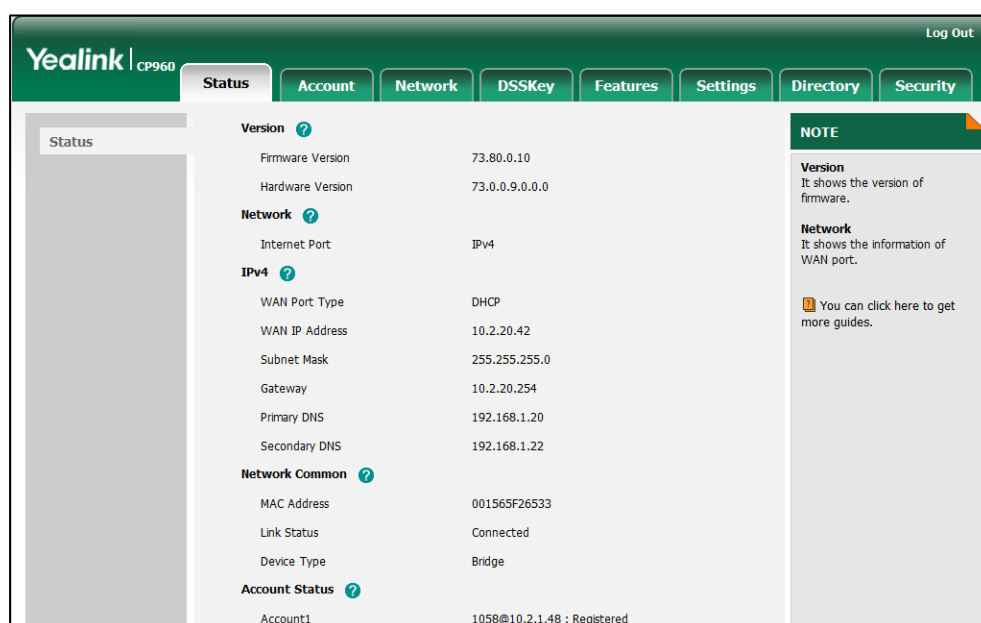 Log Out
Yealink | CP960
Status Account Network DSSKey Features Settings Directory Security
Status
Version ?
Firmware Version 73.80.0.10
Hardware Version 73.0.0.9.0.0.0
Network ?
Internet Port IPv4
IPv4 ?
WAN Port Type DHCP
WAN IP Address 10.2.20.42
Subnet Mask 255.255.255.0
Gateway 10.2.20.254
Primary DNS 192.168.1.20
Secondary DNS 192.168.1.22
Network Common ?
MAC Address 001565F26533
Link Status Connected
Device Type Bridge
Account Status ?
Account1 1058@10.2.1.48 : Registered
NOTE
Version
It shows the version of
firmware.
Network
It shows the information of
WAN port.
? You can click here to get
more guides.